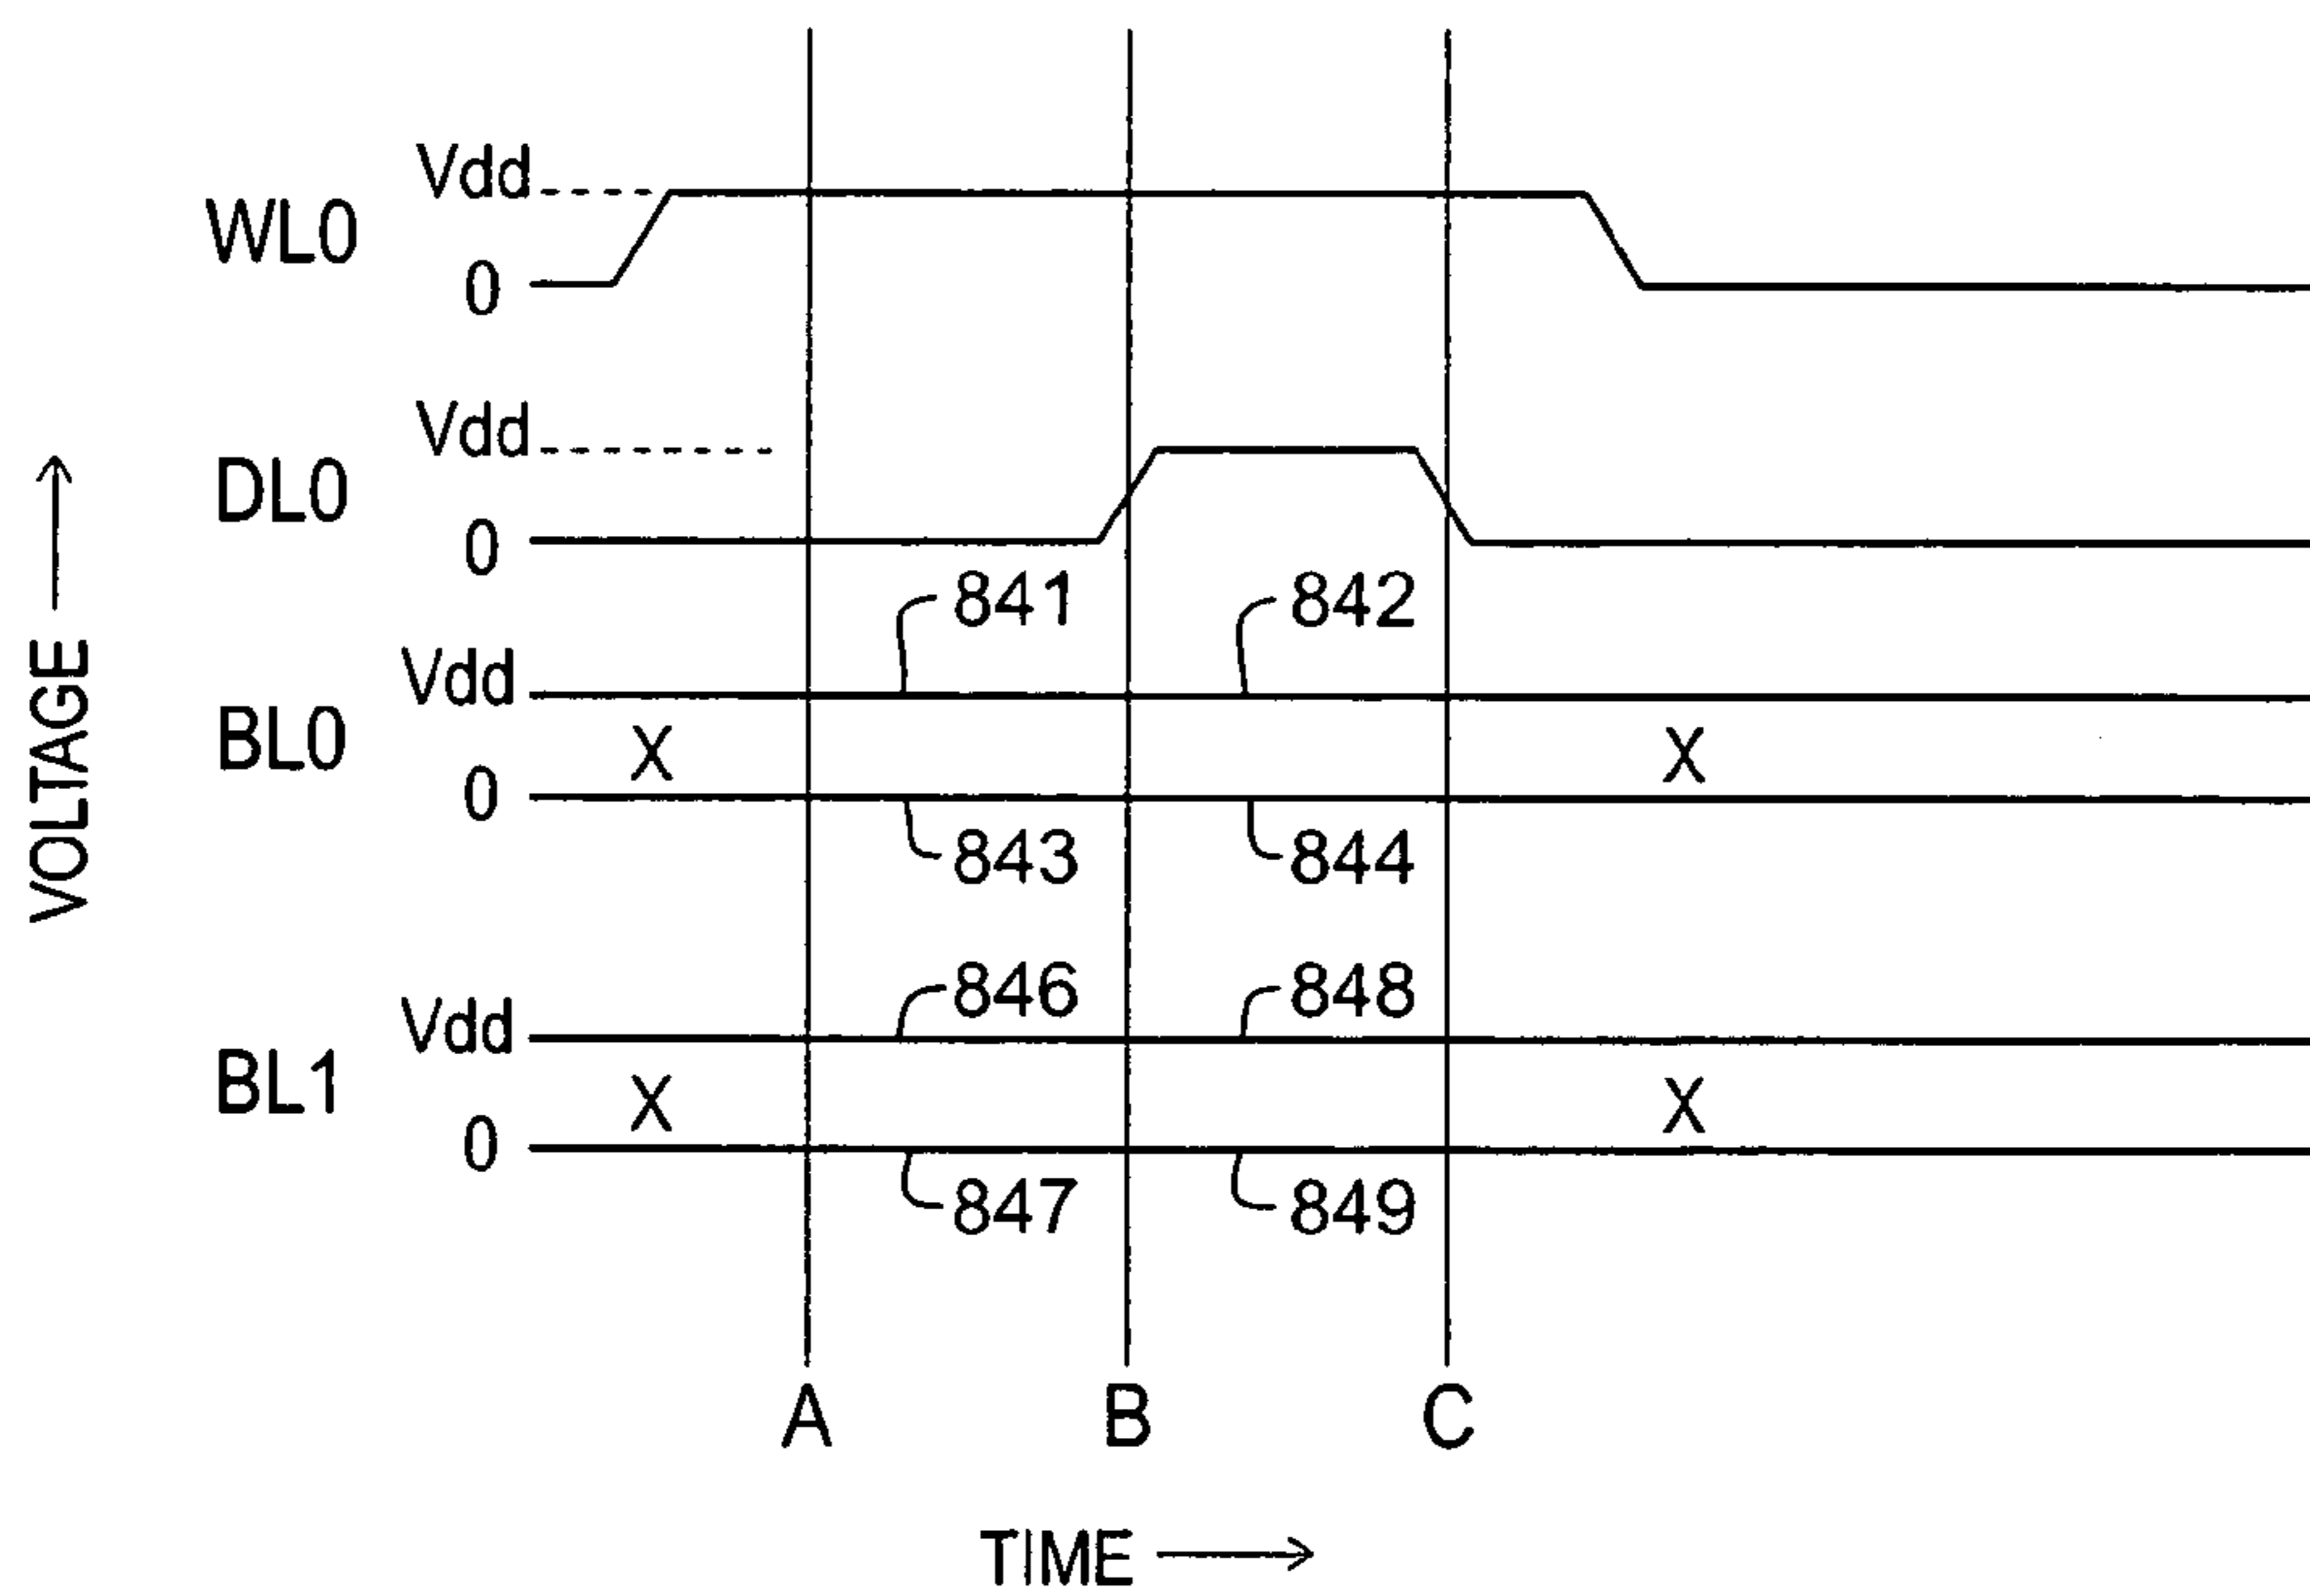 Vdd
WL0
0
Vdd
DL0
0
841
842
Vdd
BL0
X
X
0
843
844
846
848
Vdd
BL1
X
X
0
847
849
A
B
C
VOLTAGE
TIME